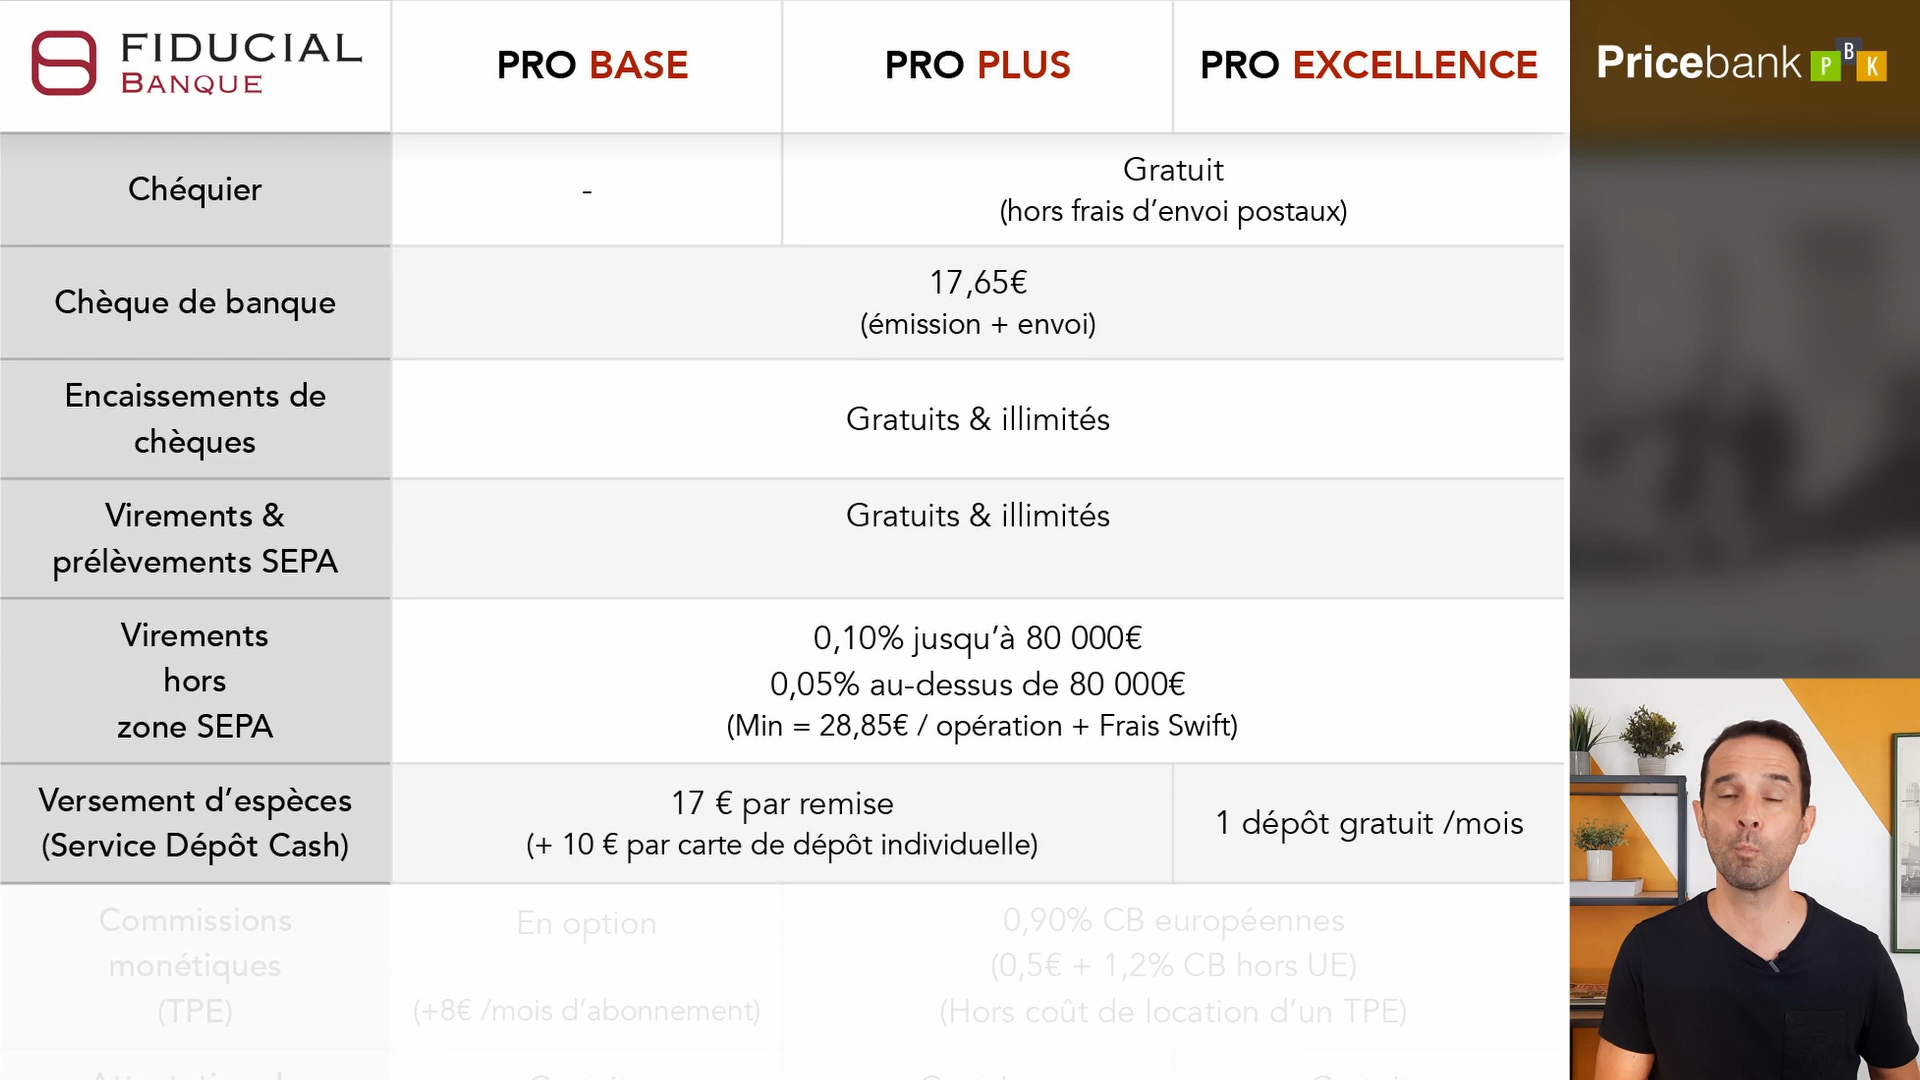 FIDUCIAL
BANQUE
PRO BASE
PRO PLUS
PRO EXCELLENCE
Pricebank P B K
Chéquier
-
Gratuit
(hors frais d’envoi postaux)
Chèque de banque
17,65€
(émission + envoi)
Encaissements de
chèques
Gratuits & illimités
Virements &
prélèvements SEPA
Gratuits & illimités
Virements
hors
zone SEPA
0,10% jusqu’à 80 000€
0,05% au-dessus de 80 000€
(Min = 28,85€ / opération + Frais Swift)
Versement d’espèces
(Service Dépôt Cash)
17 € par remise
(+ 10 € par carte de dépôt individuelle)
1 dépôt gratuit /mois
Commissions
monétiques
(TPE)
En option
(+8€ /mois d’abonnement)
0,90% CB européennes
(0,5€ + 1,2% CB hors UE)
(Hors coût de location d’un TPE)